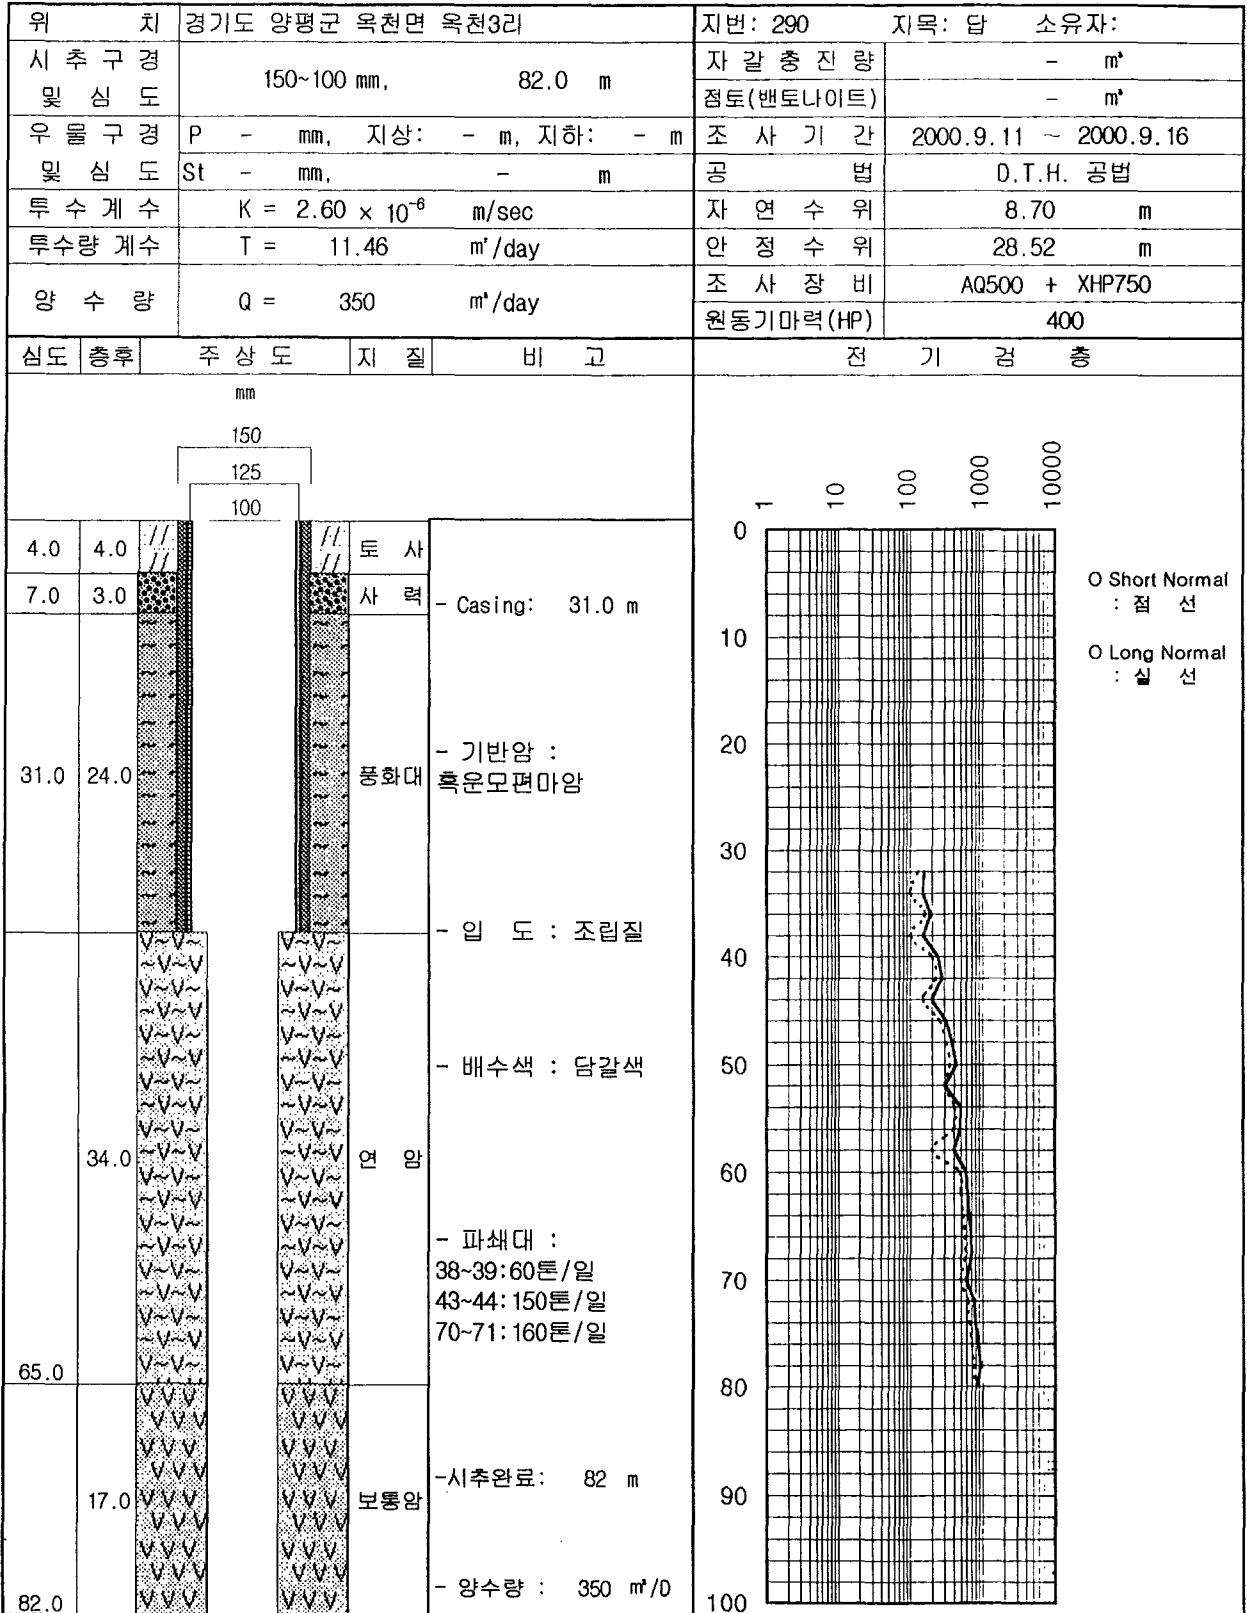 위 치 경기도 양평군 옥천면 옥천3리 지번: 290 지목: 답 소유자:
시 추 구 경 및 심 도 150~100 mm, 82.0 m
자 갈 충 진 량 - m³
점토(밴토나이트) - m³
우 물 구 경 및 심 도 P - mm, 지상: - m, 지하: - m
St - mm, - m
조 사 기 간 2000.9.11 ~ 2000.9.16
공 법 D.T.H. 공법
투 수 계 수 K = 2.60 × 10⁻⁶ m/sec
자 연 수 위 8.70 m
투수량 계수 T = 11.46 m²/day
안 정 수 위 28.52 m
양 수 량 Q = 350 m³/day
조 사 장 비 AQ500 + XHP750
원동기마력(HP) 400
심도 층후 주 상 도 지 질 비 고 전 기 검 층
mm
150
125
100
4.0 4.0 토 사
7.0 3.0 사 력
- Casing: 31.0 m
31.0 24.0 풍화대
- 기반암 :
흑운모편마암
- 입 도 : 조립질
- 배수색 : 담갈색
34.0 연 암
- 파쇄대 :
38~39:60톤/일
43~44:150톤/일
70~71:160톤/일
65.0
17.0 보통암
-시추완료: 82 m
82.0
- 양수량 : 350 m³/D
1 10 100 1000 10000
0
10
20
30
40
50
60
70
80
90
100
O Short Normal
: 점 선
O Long Normal
: 실 선